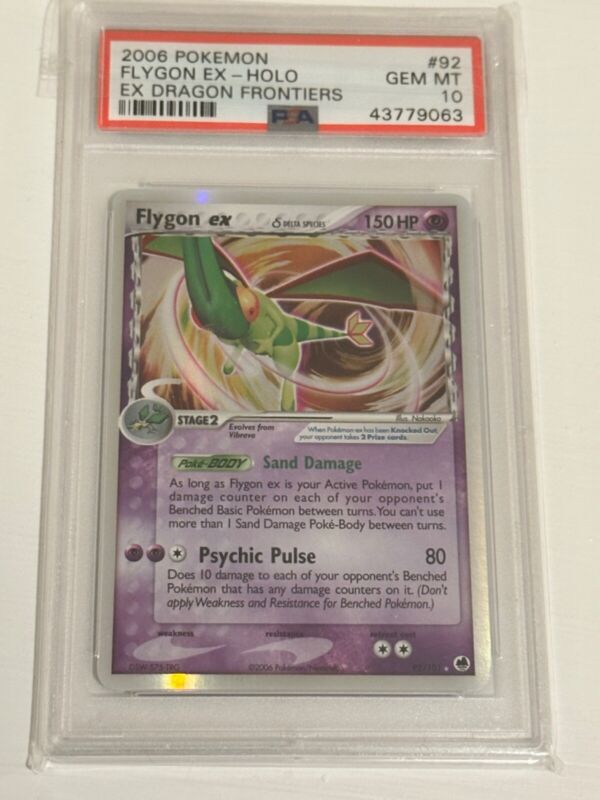 2006 POKEMON #92
FLYGON EX – HOLO GEM MT
EX DRAGON FRONTIERS 10
PSA 43779063
Flygon ex δ DELTA SPECIES 150 HP
STAGE 2
Evolves from
Vibrava
Illus. Nakaoka
When Pokémon-ex has been Knocked Out,
your opponent takes 2 Prize cards.
Poké-BODY Sand Damage
As long as Flygon ex is your Active Pokémon, put 1
damage counter on each of your opponent's
Benched Basic Pokémon between turns. You can't use
more than 1 Sand Damage Poké-Body between turns.
Psychic Pulse 80
Does 10 damage to each of your opponent's Benched
Pokémon that has any damage counters on it. (Don't
apply Weakness and Resistance for Benched Pokémon.)
weakness resistance retreat cost
©2006 Pokémon/Nintendo 92/101